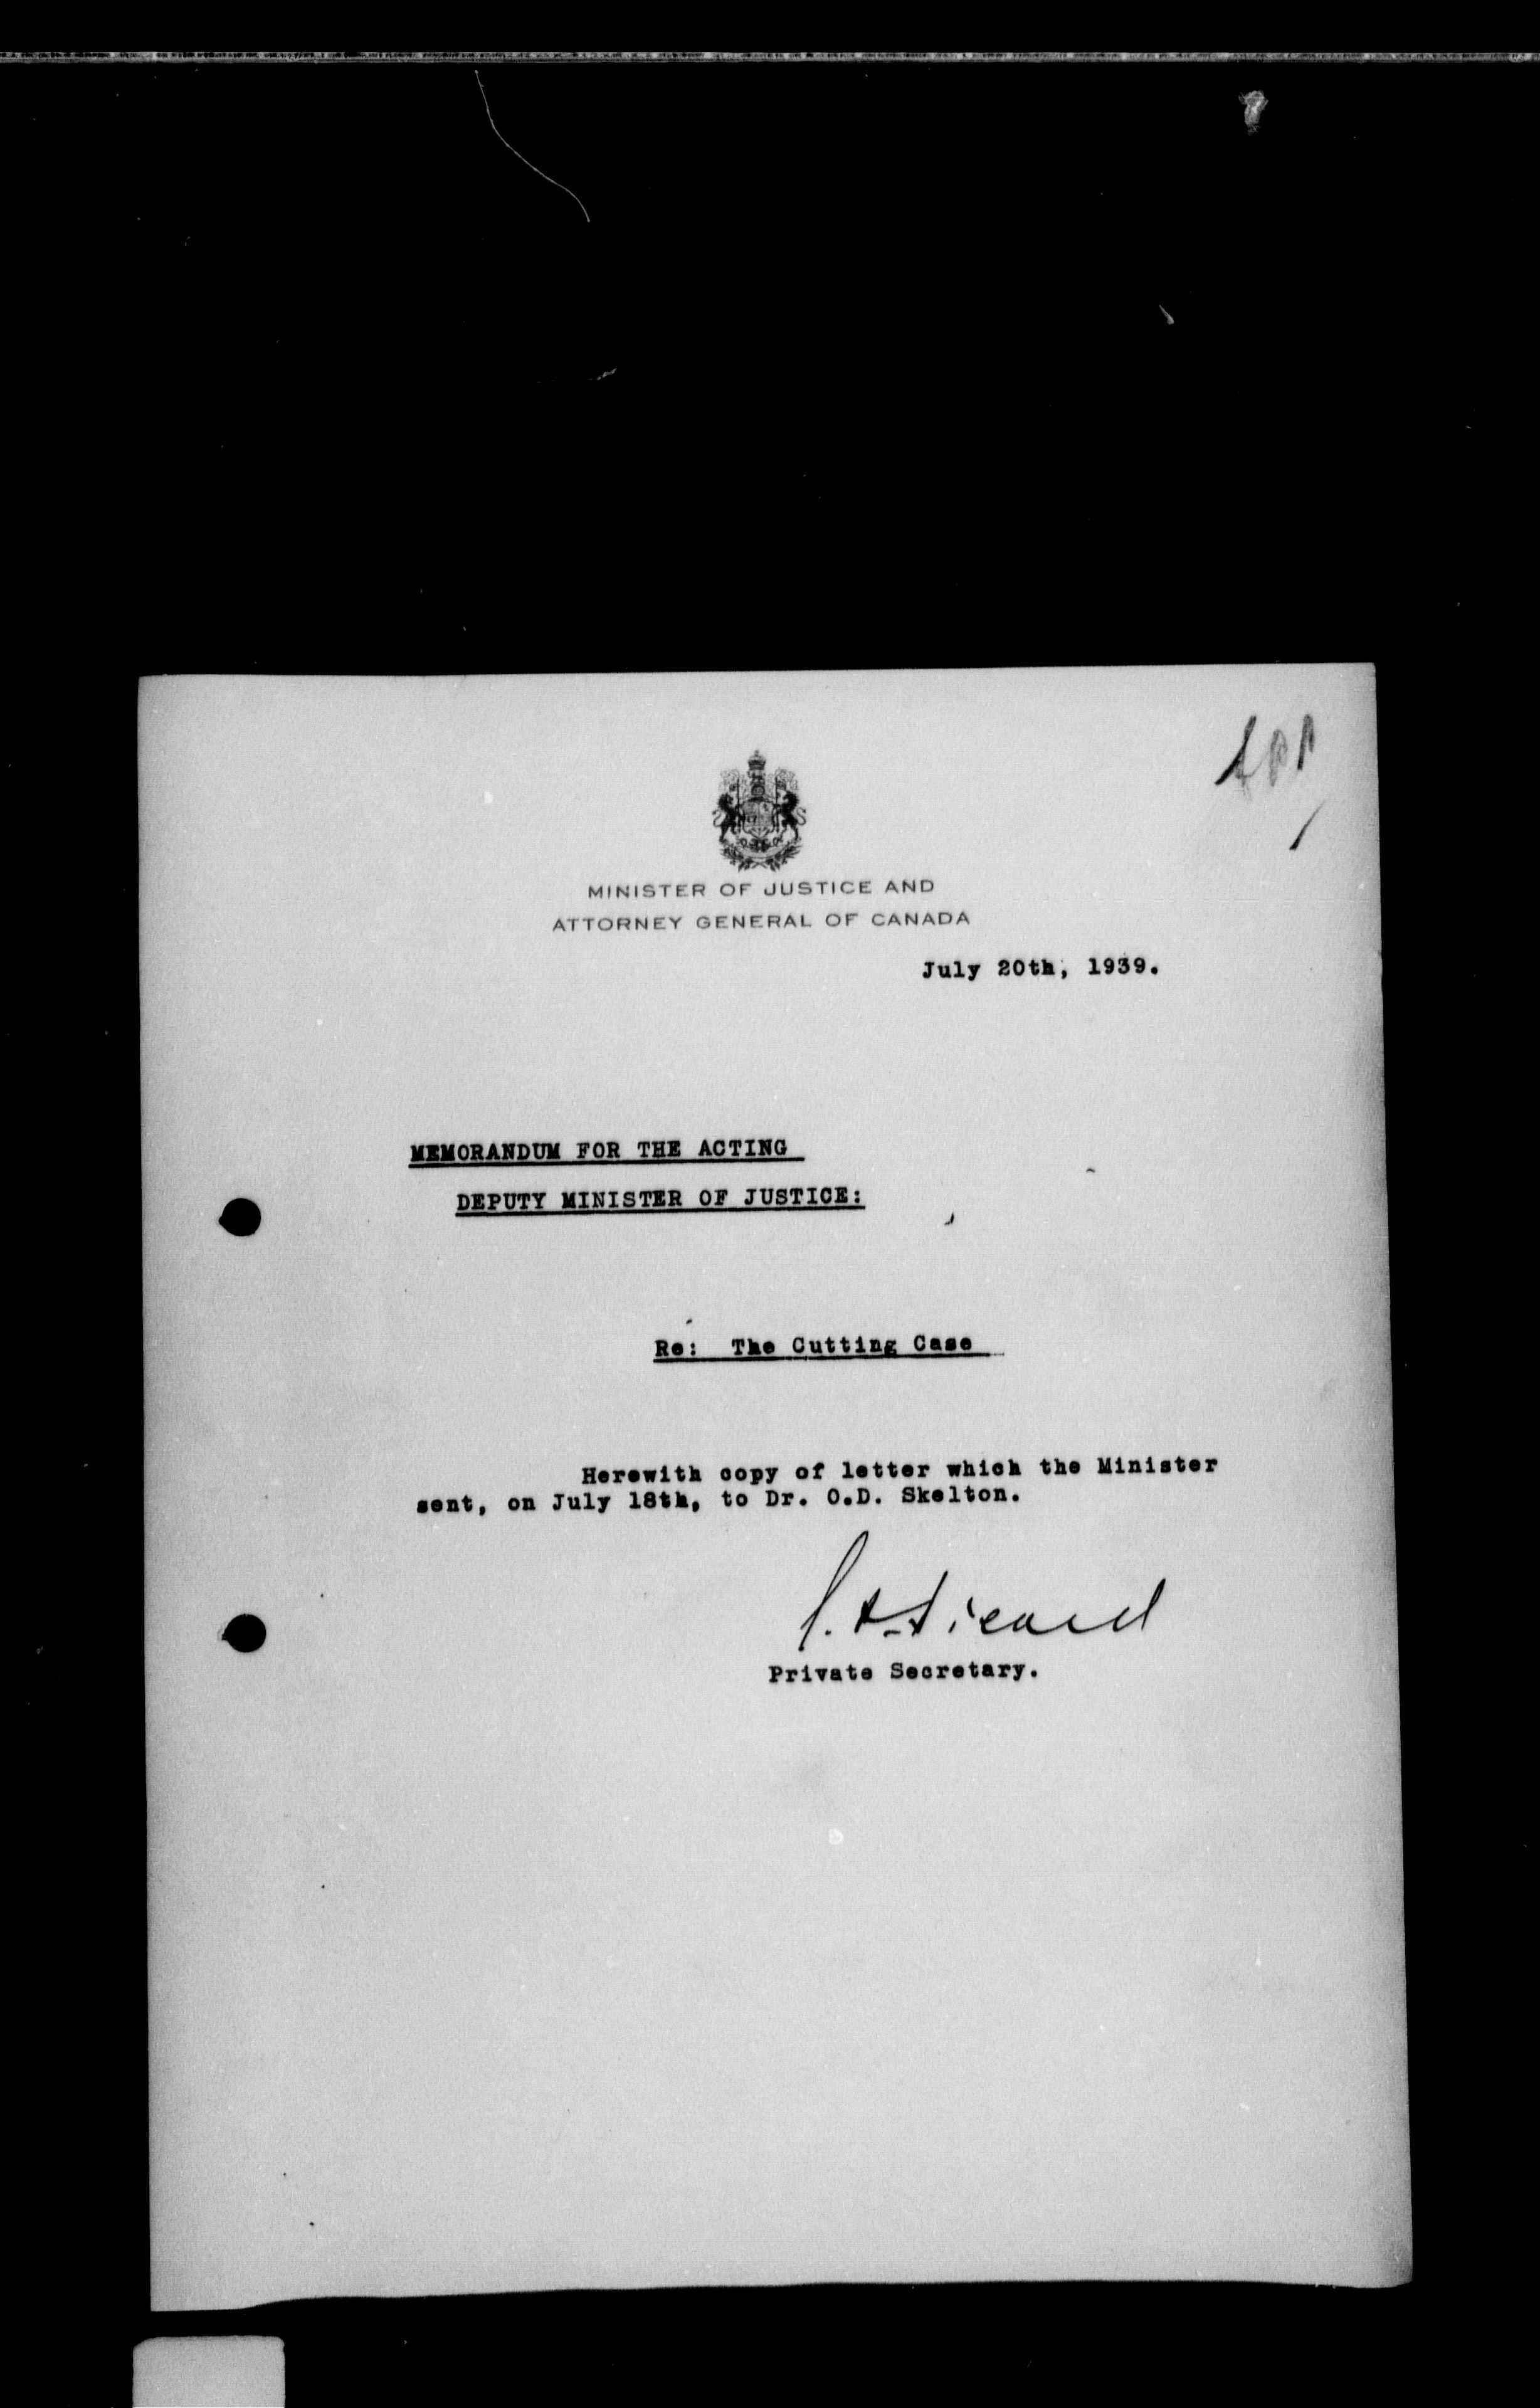 MINISTER OF JUSTICE AND
ATTORNEY GENERAL OF CANADA
July 20th, 1939.
MEMORANDUM FOR THE ACTING
DEPUTY MINISTER OF JUSTICE:
Re: The Cutting Case
Herewith copy of letter which the Minister
sent, on July 18th, to Dr. O.D. Skelton.
Private Secretary.